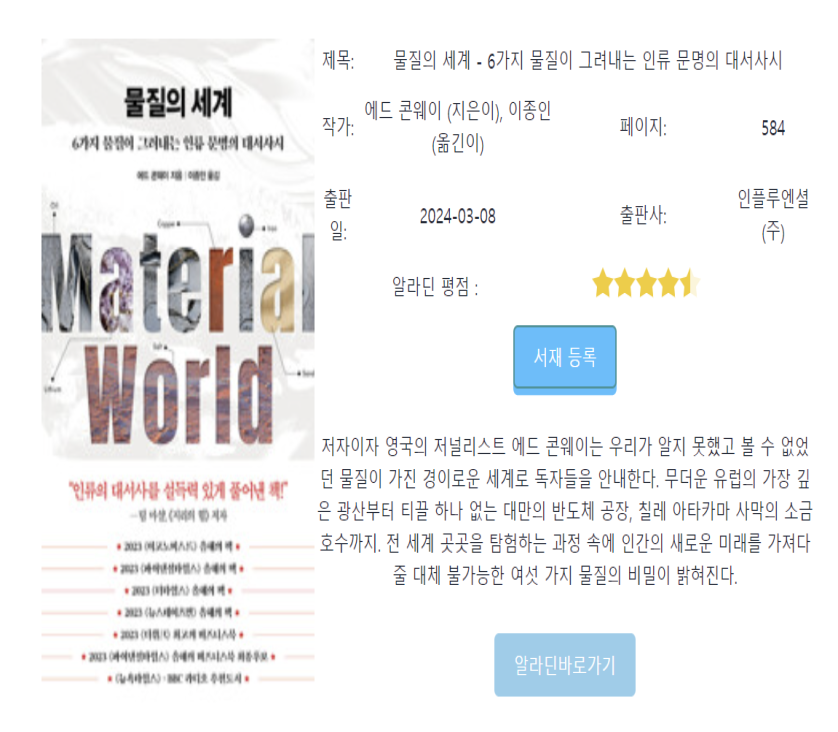 물질의 세계
6가지 물질이 그려내는 인류 문명의 대서사시
에드 콘웨이 지음 | 이종인 옮김
Oil
Copper
Iron
Material
World
Salt
Lithium
Sand
"인류의 대서사를 설득력 있게 풀어낸 책!"
— 팀 마샬, 《지리의 힘》 저자
★ 2023 〈이코노미스트〉 올해의 책 ★
★ 2023 〈파이낸셜타임스〉 올해의 책 ★
★ 2023 〈더타임스〉 올해의 책 ★
★ 2023 〈뉴스테이츠맨〉 올해의 책 ★
★ 2023 최고의 비즈니스북 ★
★ 2023 〈파이낸셜타임스〉 올해의 비즈니스북 최종후보 ★
★ 〈뉴욕타임스〉·BBC 라디오 추천도서 ★
제목: 물질의 세계 - 6가지 물질이 그려내는 인류 문명의 대서사시
작가: 에드 콘웨이 (지은이), 이종인
(옮긴이)
페이지: 584
출판
일:
2024-03-08
출판사:
인플루엔셜
(주)
알라딘 평점 :
서재 등록
저자이자 영국의 저널리스트 에드 콘웨이는 우리가 알지 못했고 볼 수 없었
던 물질이 가진 경이로운 세계로 독자들을 안내한다. 무더운 유럽의 가장 깊
은 광산부터 티끌 하나 없는 대만의 반도체 공장, 칠레 아타카마 사막의 소금
호수까지. 전 세계 곳곳을 탐험하는 과정 속에 인간의 새로운 미래를 가져다
줄 대체 불가능한 여섯 가지 물질의 비밀이 밝혀진다.
알라딘바로가기